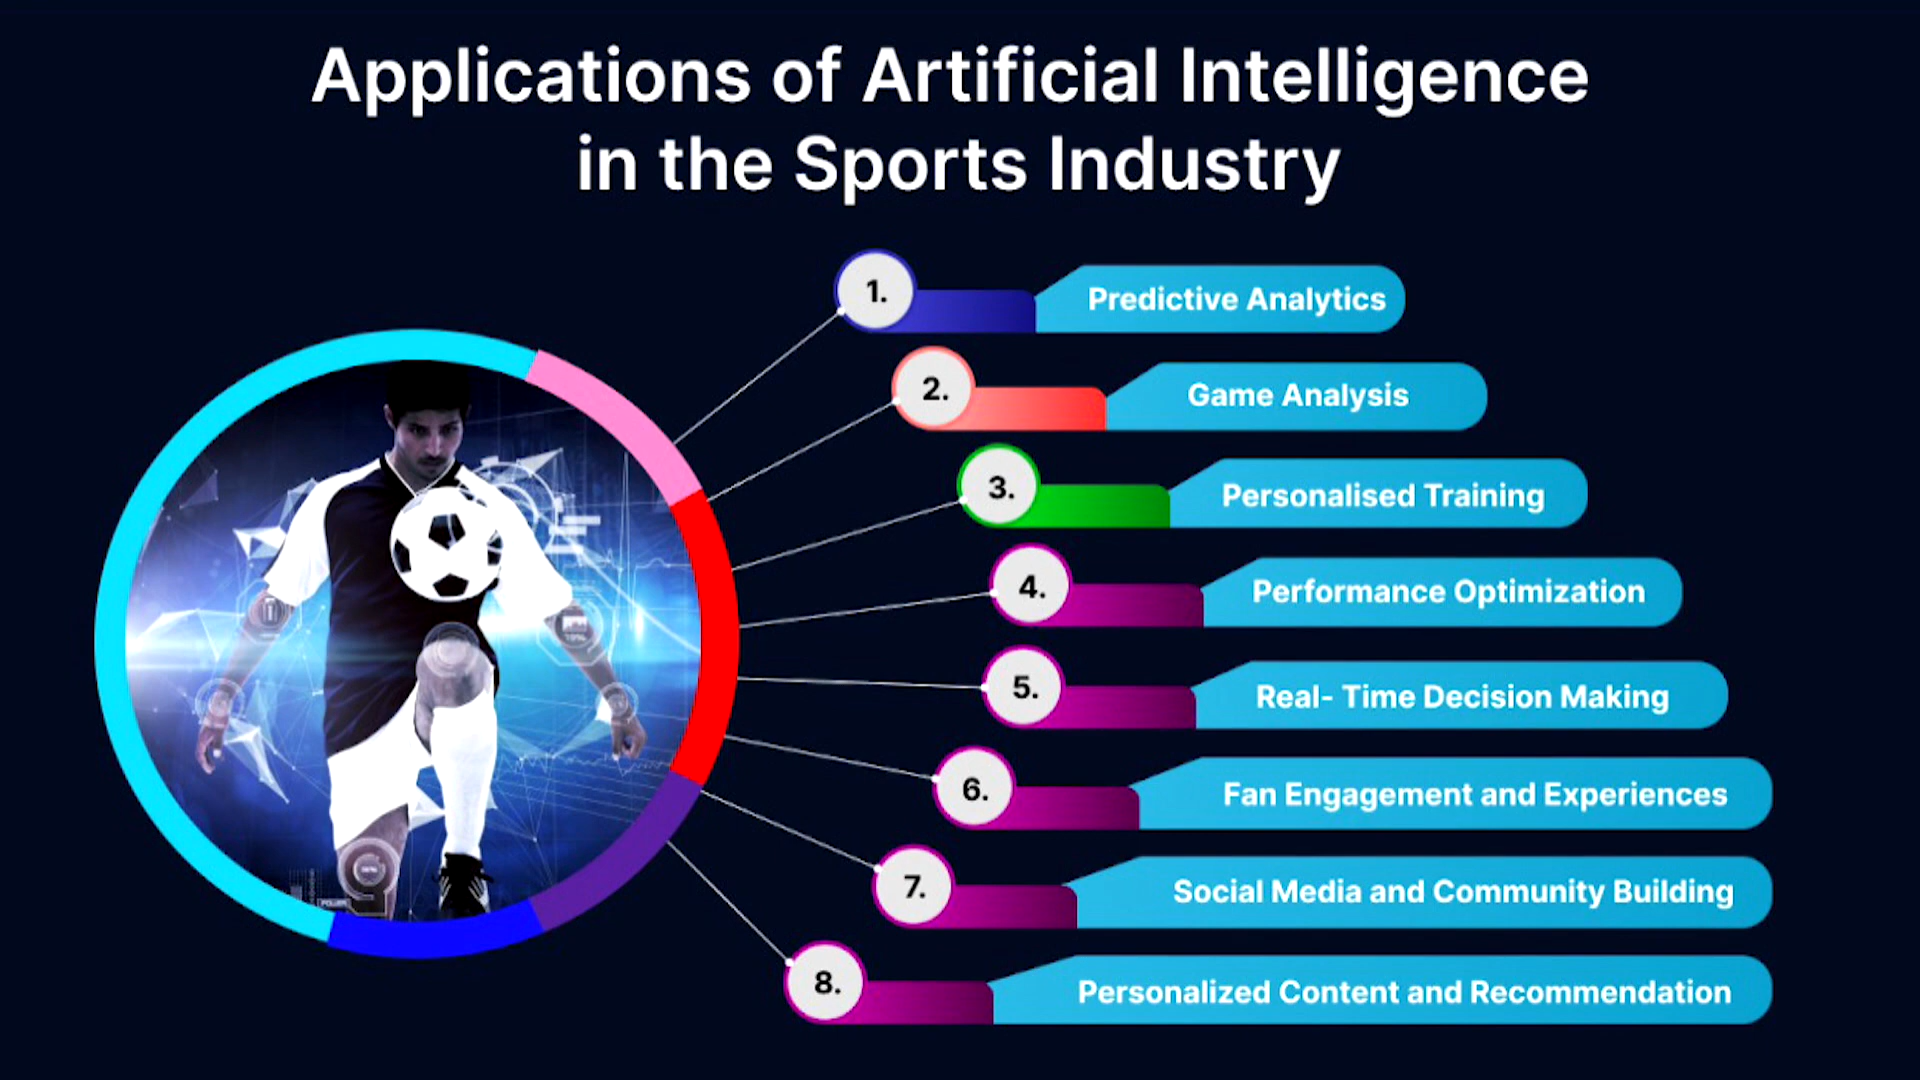 Applications of Artificial Intelligence
in the Sports Industry
1.
Predictive Analytics
2.
Game Analysis
3.
Personalised Training
4.
Performance Optimization
5.
Real- Time Decision Making
6.
Fan Engagement and Experiences
7.
Social Media and Community Building
8.
Personalized Content and Recommendation
POWER